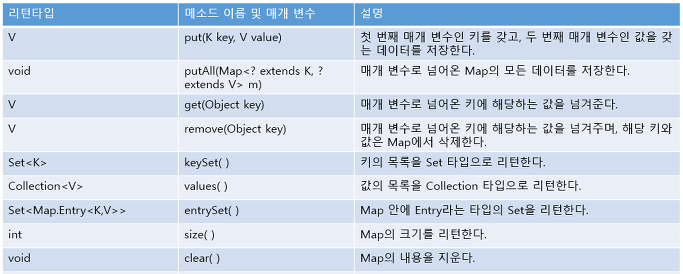 리턴타입 메소드 이름 및 매개 변수 설명
V put(K key, V value) 첫 번째 매개 변수인 키를 갖고, 두 번째 매개 변수인 값을 갖
는 데이터를 저장한다.
void putAll(Map<? extends K, ? 매개 변수로 넘어온 Map의 모든 데이터를 저장한다.
extends V> m)
V get(Object key) 매개 변수로 넘어온 키에 해당하는 값을 넘겨준다.
V remove(Object key) 매개 변수로 넘어온 키에 해당하는 값을 넘겨주며, 해당 키와
값은 Map에서 삭제한다.
Set<K> keySet( ) 키의 목록을 Set 타입으로 리턴한다.
Collection<V> values( ) 값의 목록을 Collection 타입으로 리턴한다.
Set<Map.Entry<K,V>> entrySet( ) Map 안에 Entry라는 타입의 Set을 리턴한다.
int size( ) Map의 크기를 리턴한다.
void clear( ) Map의 내용을 지운다.